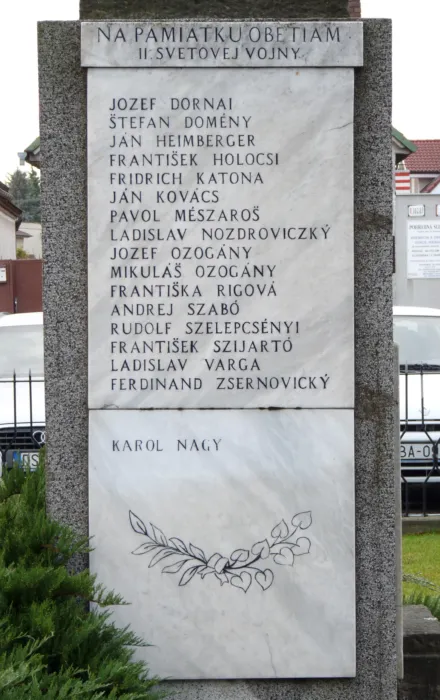 NA PAMIATKU OBETIAM
II. SVETOVEJ VOJNY
JOZEF DORNAI
ŠTEFAN DOMÉNY
JÁN HEIMBERGER
FRANTIŠEK HOLOCSI
FRIDRICH KATONA
JÁN KOVÁCS
PAVOL MÉSZAROŠ
LADISLAV NOZDROVICZKÝ
JOZEF OZOGÁNY
MIKULÁŠ OZOGÁNY
FRANTIŠKA RIGOVÁ
ANDREJ SZABÓ
RUDOLF SZELEPCSÉNYI
FRANTIŠEK SZIJARTÓ
LADISLAV VARGA
FERDINAND ZSERNOVICKÝ
KAROL NAGY